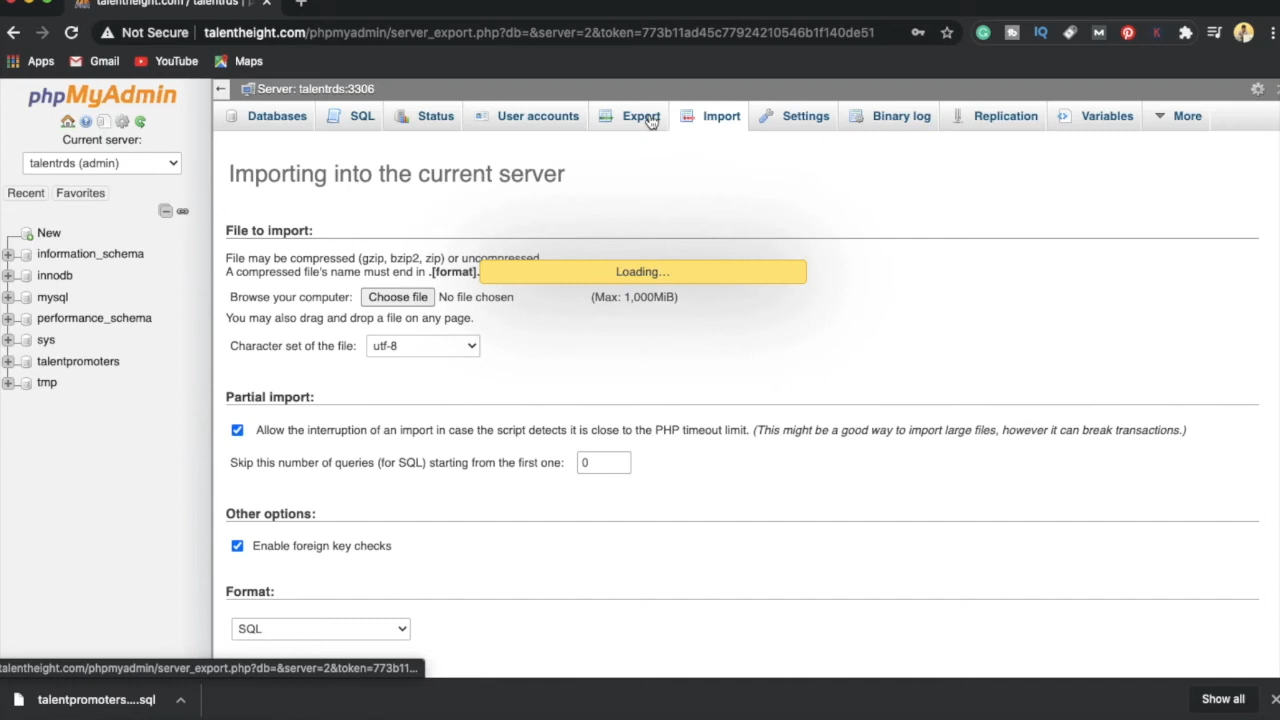 talentheight.com / talentrds |
Not Secure
talentheight.com/phpmyadmin/server_export.php?db=&server=2&token=773b11ad45c77924210546b1f140de51
Apps Gmail YouTube Maps
phpMyAdmin
Current server:
talentrds (admin)
Recent Favorites
New
information_schema
innodb
mysql
performance_schema
sys
talentpromoters
tmp
Server: talentrds:3306
Databases SQL Status User accounts Export Import Settings Binary log Replication Variables More
Importing into the current server
File to import:
File may be compressed (gzip, bzip2, zip) or uncompressed.
A compressed file's name must end in .[format].
Loading…
Browse your computer: Choose file No file chosen (Max: 1,000MiB)
You may also drag and drop a file on any page.
Character set of the file: utf-8
Partial import:
Allow the interruption of an import in case the script detects it is close to the PHP timeout limit. (This might be a good way to import large files, however it can break transactions.)
Skip this number of queries (for SQL) starting from the first one: 0
Other options:
Enable foreign key checks
Format:
SQL
talentheight.com/phpmyadmin/server_export.php?db=&server=2&token=773b11...
talentpromoters....sql
Show all